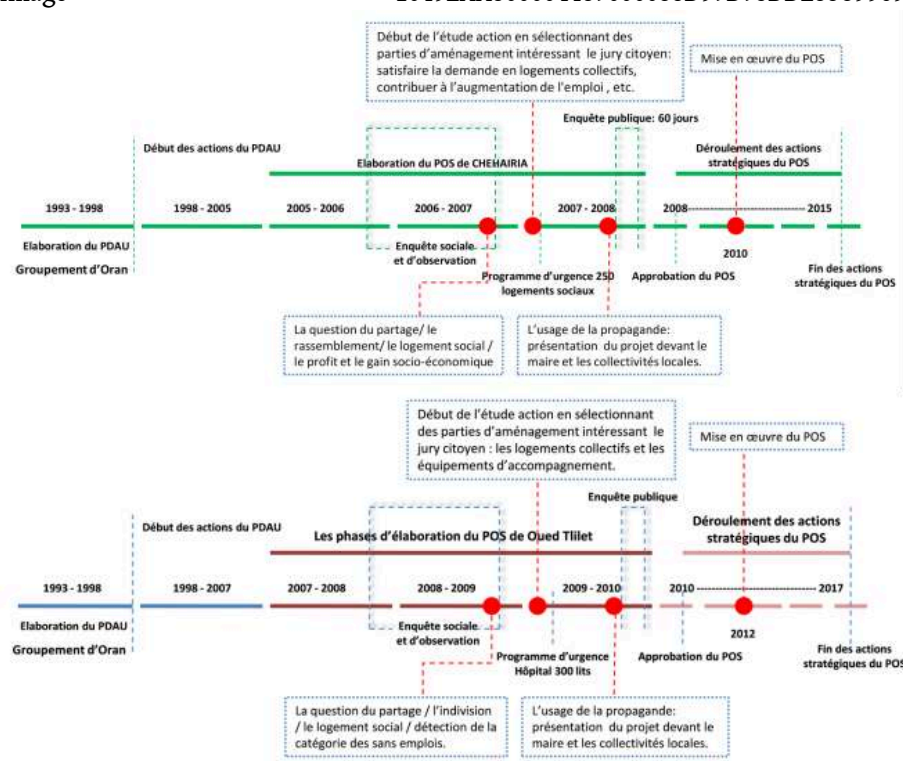 Début de l'étude action en sélectionnant des
parties d'aménagement intéressant le jury citoyen:
satisfaire la demande en logements collectifs,
contribuer à l'augmentation de l'emploi , etc.
Mise en œuvre du POS
Enquête publique: 60 jours
Début des actions du PDAU
Elaboration du POS de CHEHAIRIA
Déroulement des actions
stratégiques du POS
1993 - 1998
1998 - 2005
2005 - 2006
2006 - 2007
2007 - 2008
2008
2015
Elaboration du PDAU
Groupement d'Oran
Enquête sociale
et d'observation
Programme d'urgence 250
logements sociaux
Approbation du POS
2010
Fin des actions
stratégiques du POS
La question du partage/ le
rassemblement/ le logement social /
le profit et le gain socio-économique
L'usage de la propagande:
présentation du projet devant le
maire et les collectivités locales.
Début de l'étude action en sélectionnant
des parties d'aménagement intéressant le
jury citoyen : les logements collectifs et les
équipements d'accompagnement.
Mise en œuvre du POS
Enquête publique
Début des actions du PDAU
Les phases d'élaboration du POS de Oued Tlilet
Déroulement des actions
stratégiques du POS
1993 - 1998
1998 - 2007
2007 - 2008
2008 - 2009
2009 - 2010
2010
2017
Elaboration du PDAU
Groupement d'Oran
Enquête sociale
et d'observation
Programme d'urgence
Hôpital 300 lits
Approbation du POS
2012
Fin des actions
stratégiques du POS
La question du partage / l'indivision
/ le logement social / détection de la
catégorie des sans emplois.
L'usage de la propagande:
présentation du projet devant le
maire et les collectivités locales.